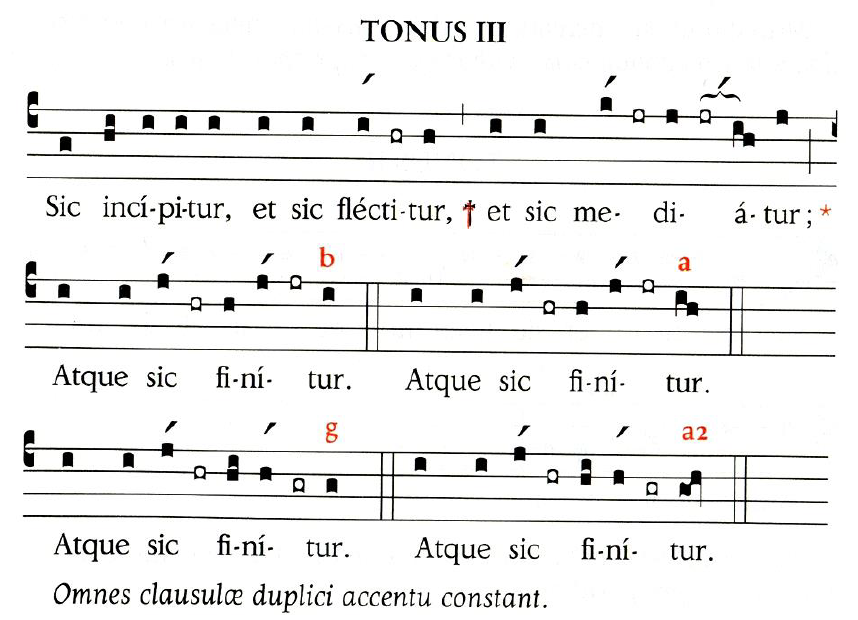 TONUS III
Sic incí-pi-tur, et sic flécti-tur, † et sic me- di- á-tur; *
b a
Atque sic fi-ní- tur. Atque sic fi-ní- tur.
g a2
Atque sic fi-ní- tur. Atque sic fi-ní- tur.
Omnes clausulæ duplici accentu constant.